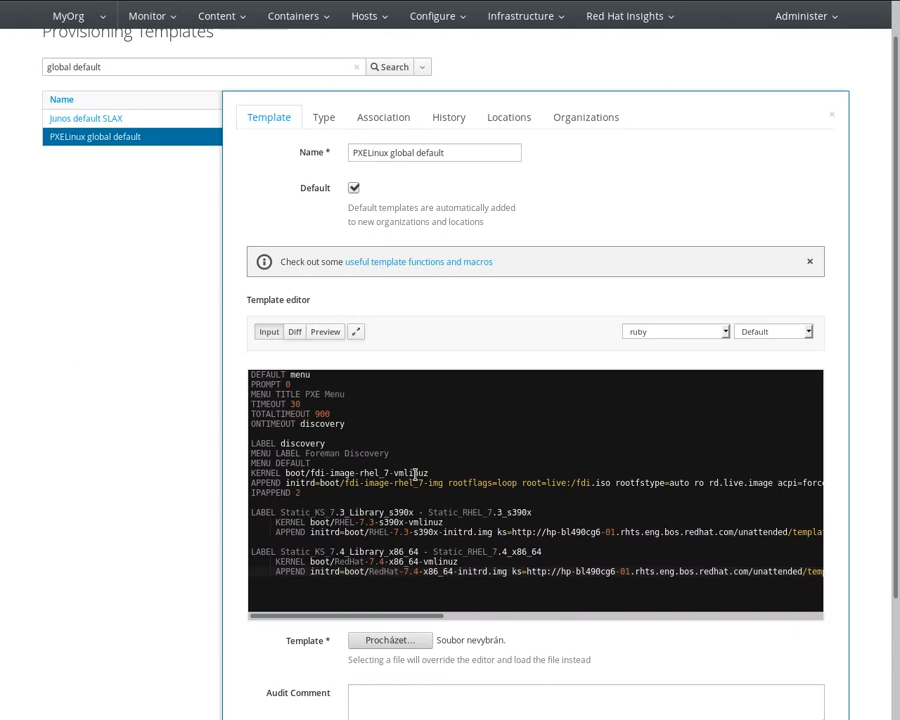 MyOrg Monitor Content Containers Hosts Configure Infrastructure Red Hat Insights Administer
Provisioning Templates
global default × Search
Name
Junos default SLAX
PXELinux global default
Template Type Association History Locations Organizations ×
Name * PXELinux global default
Default
Default templates are automatically added
to new organizations and locations
Check out some useful template functions and macros ×
Template editor
Input Diff Preview ruby Default
DEFAULT menu
PROMPT 0
MENU TITLE PXE Menu
TIMEOUT 30
TOTALTIMEOUT 900
ONTIMEOUT discovery
LABEL discovery
MENU LABEL Foreman Discovery
MENU DEFAULT
KERNEL boot/fdi-image-rhel_7-vmlinuz
APPEND initrd=boot/fdi-image-rhel_7-img rootflags=loop root=live:/fdi.iso rootfstype=auto ro rd.live.image acpi=force
IPAPPEND 2
LABEL Static_KS_7.3_Library_s390x - Static_RHEL_7.3_s390x
KERNEL boot/RHEL-7.3-s390x-vmlinuz
APPEND initrd=boot/RHEL-7.3-s390x-initrd.img ks=http://hp-bl490cg6-01.rhts.eng.bos.redhat.com/unattended/templa
LABEL Static_KS_7.4_Library_x86_64 - Static_RHEL_7.4_x86_64
KERNEL boot/RedHat-7.4-x86_64-vmlinuz
APPEND initrd=boot/RedHat-7.4-x86_64-initrd.img ks=http://hp-bl490cg6-01.rhts.eng.bos.redhat.com/unattended/temp
Template * Procházet... Soubor nevybrán.
Selecting a file will override the editor and load the file instead
Audit Comment